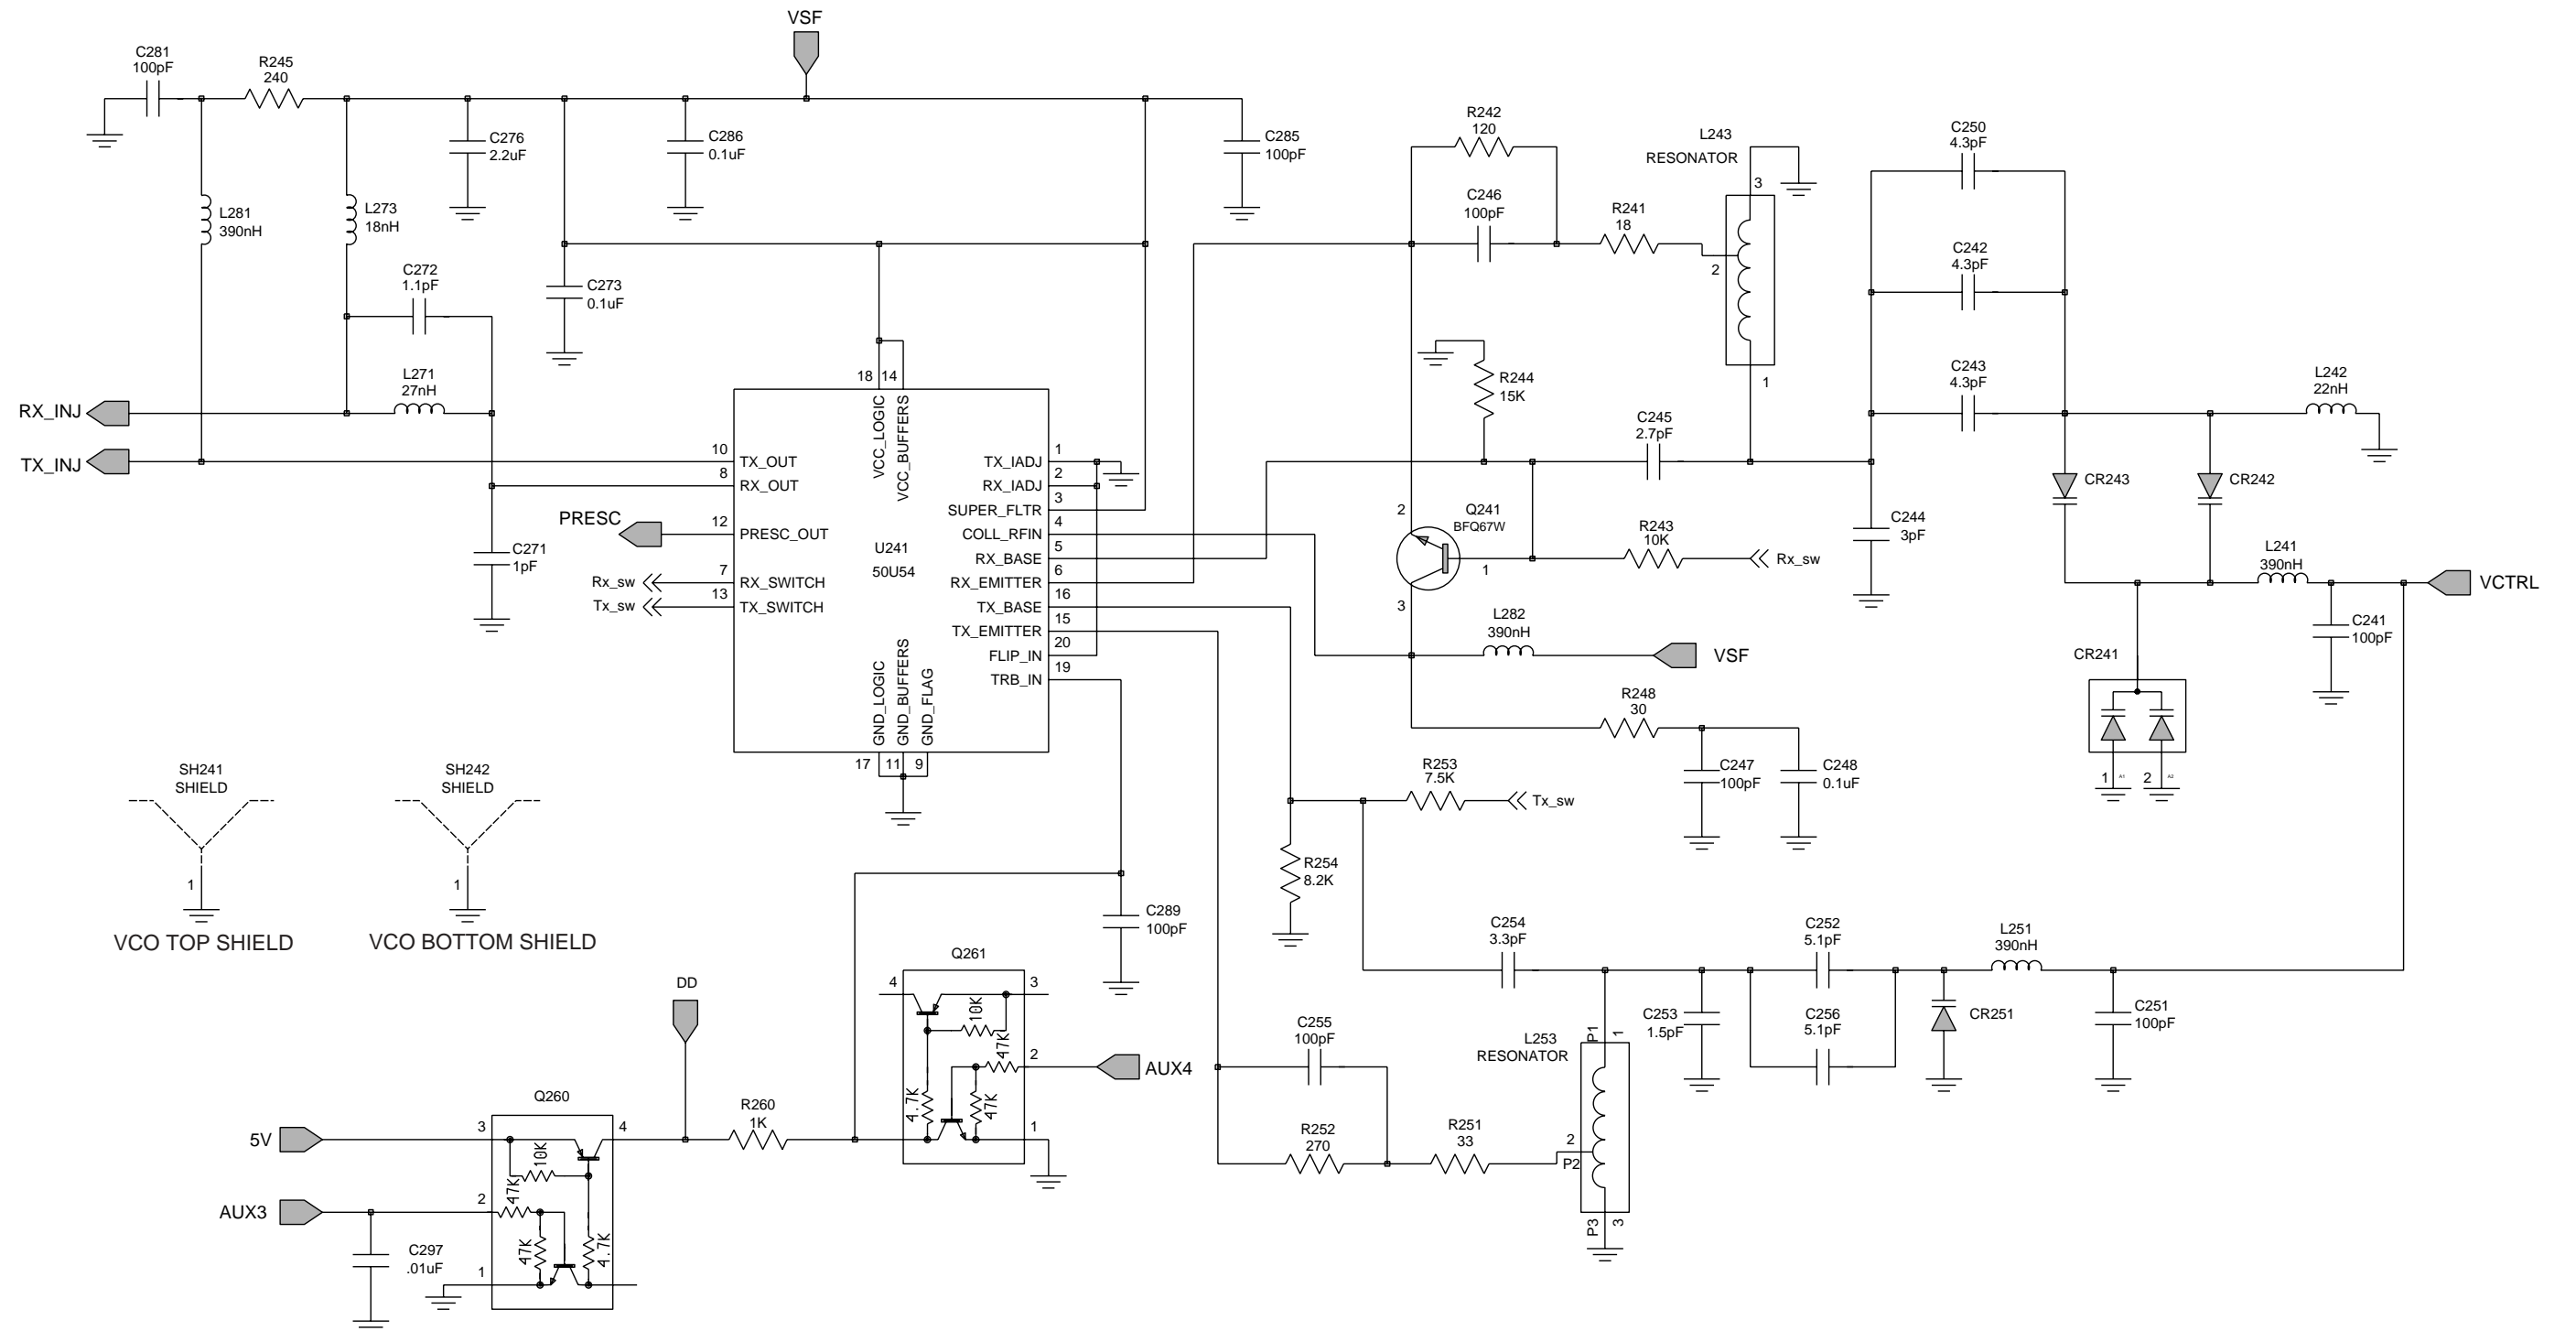 VSF
C281
100pF
R245
240
C276
2.2uF
C286
0.1uF
C285
100pF
L281
390nH
L273
18nH
C272
1.1pF
C273
0.1uF
L271
27nH
RX_INJ
TX_INJ
C271
1pF
PRESC
Rx_sw
Tx_sw
18
14
VCC_LOGIC
VCC_BUFFERS
10
TX_OUT
8
RX_OUT
12
PRESC_OUT
7
RX_SWITCH
13
TX_SWITCH
U241
50U54
TX_IADJ
1
RX_IADJ
2
SUPER_FLTR
3
COLL_RFIN
4
RX_BASE
5
RX_EMITTER
6
TX_BASE
16
TX_EMITTER
15
FLIP_IN
20
TRB_IN
19
GND_LOGIC
GND_BUFFERS
GND_FLAG
17
11
9
R242
120
C246
100pF
R241
18
L243
RESONATOR
3
2
1
R244
15K
C245
2.7pF
Q241
BFQ67W
2
1
3
R243
10K
Rx_sw
L282
390nH
VSF
R248
30
C247
100pF
C248
0.1uF
C250
4.3pF
C242
4.3pF
C243
4.3pF
C244
3pF
L242
22nH
CR243
CR242
L241
390nH
VCTRL
C241
100pF
CR241
1
A1
2
A2
R253
7.5K
Tx_sw
R254
8.2K
SH241
SHIELD
1
VCO TOP SHIELD
SH242
SHIELD
1
VCO BOTTOM SHIELD
C289
100pF
Q261
4
3
10K
47K
2
4.7K
47K
1
AUX4
DD
R260
1K
Q260
5V
3
4
10K
47K
AUX3
2
47K
4.7K
1
C297
.01uF
C254
3.3pF
C252
5.1pF
L251
390nH
C253
1.5pF
C256
5.1pF
CR251
C251
100pF
C255
100pF
R252
270
R251
33
L253
RESONATOR
P1
1
2
P2
P3
3